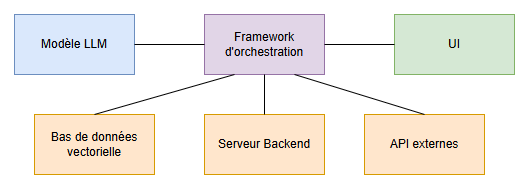 Modèle LLM
Framework
d'orchestration
UI
Bas de données
vectorielle
Serveur Backend
API externes